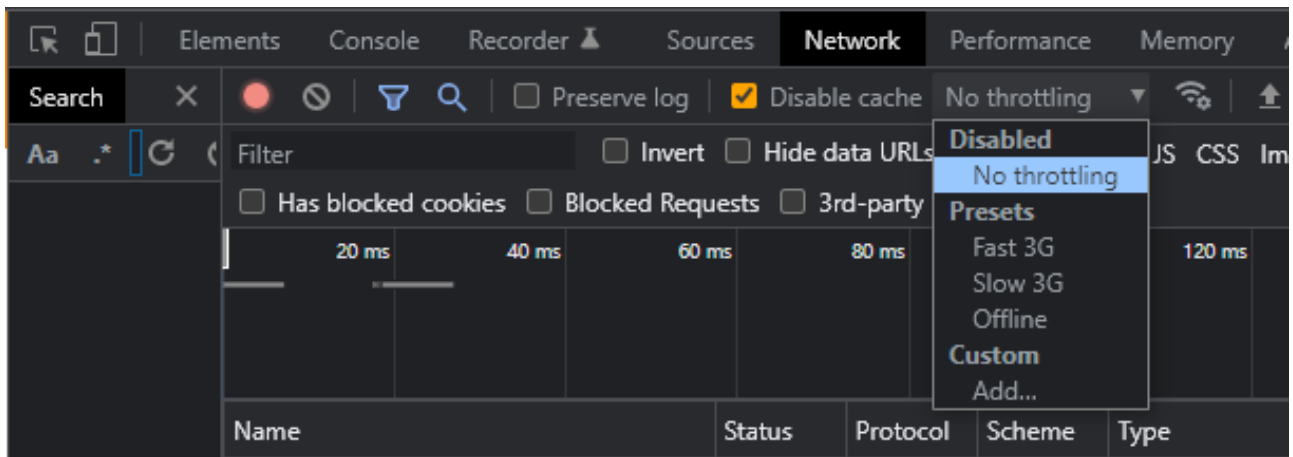 Elements Console Recorder Sources Network Performance Memory
Search Preserve log Disable cache No throttling
Aa .* Filter Invert Hide data URLs JS CSS Im
Has blocked cookies Blocked Requests 3rd-party
Disabled
No throttling
Presets
Fast 3G
Slow 3G
Offline
Custom
Add...
20 ms 40 ms 60 ms 80 ms 120 ms
Name Status Protocol Scheme Type